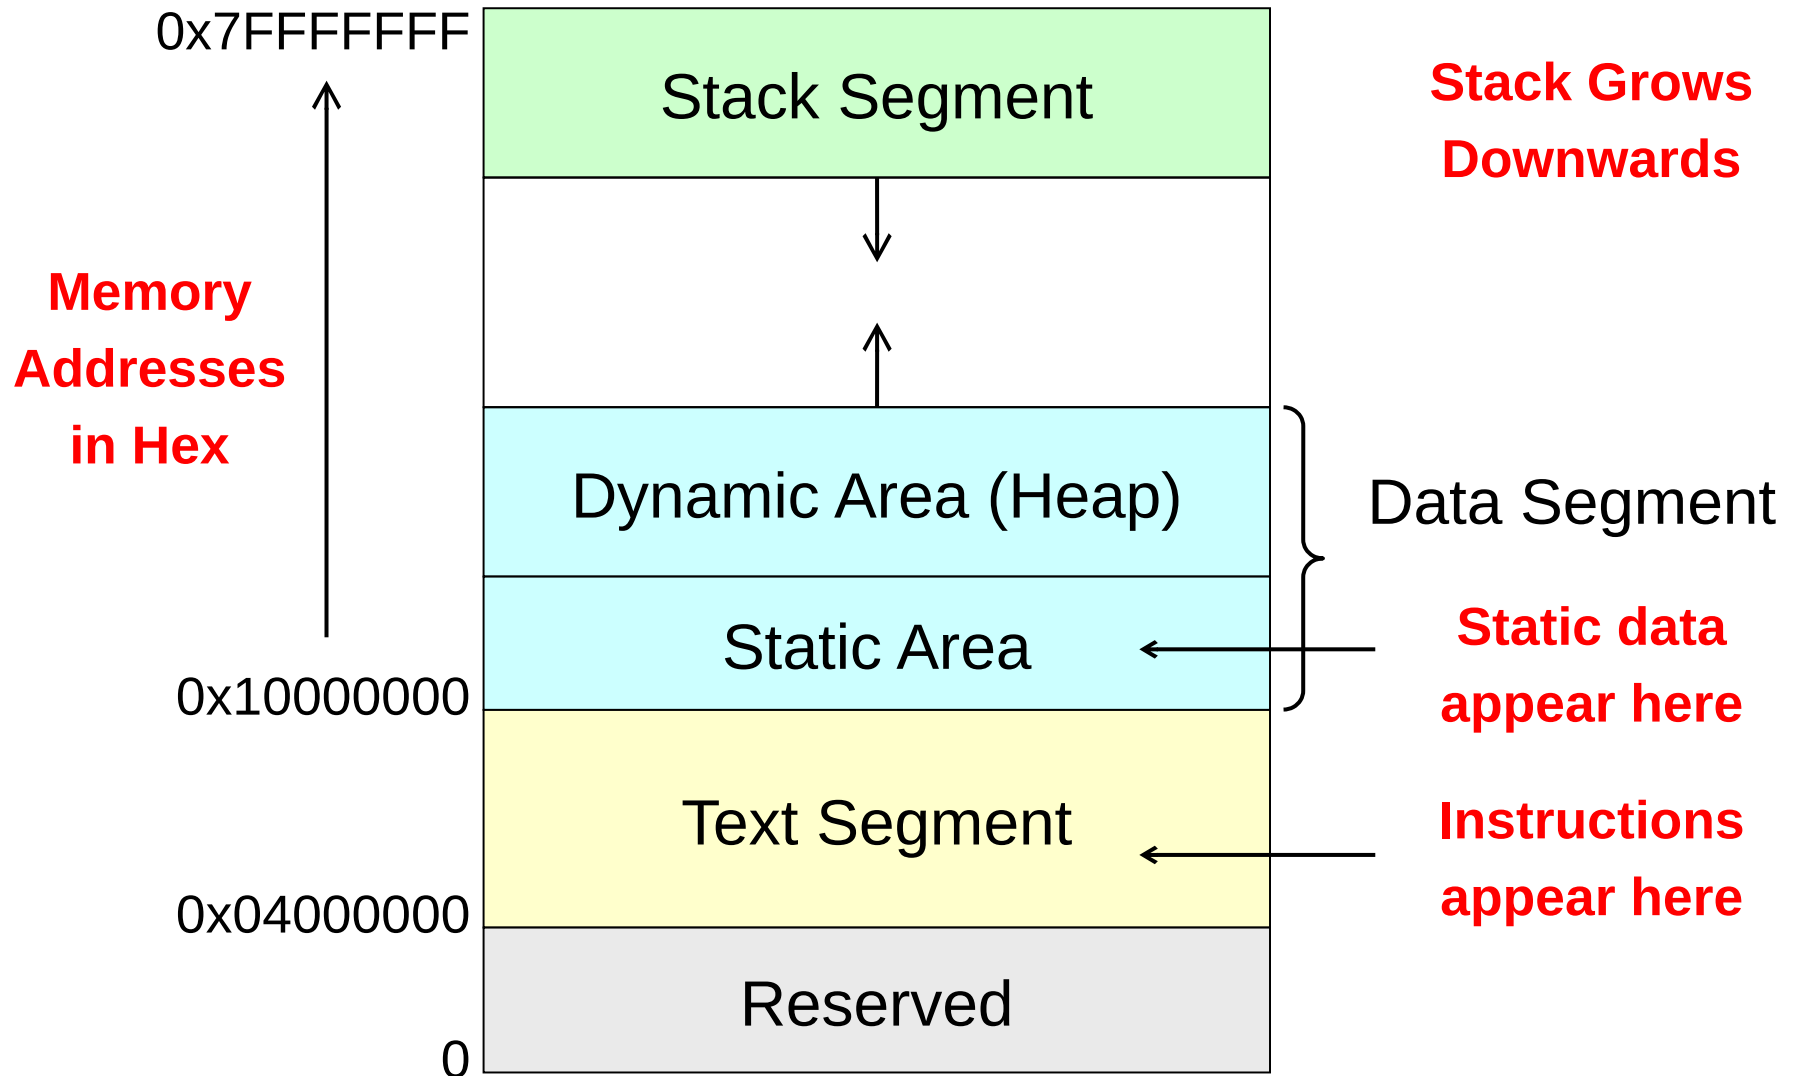 0x7FFFFFFF
Stack Segment
Stack Grows
Downwards
Memory
Addresses
in Hex
Dynamic Area (Heap)
Data Segment
Static Area
Static data
appear here
0x10000000
Text Segment
Instructions
appear here
0x04000000
Reserved
0